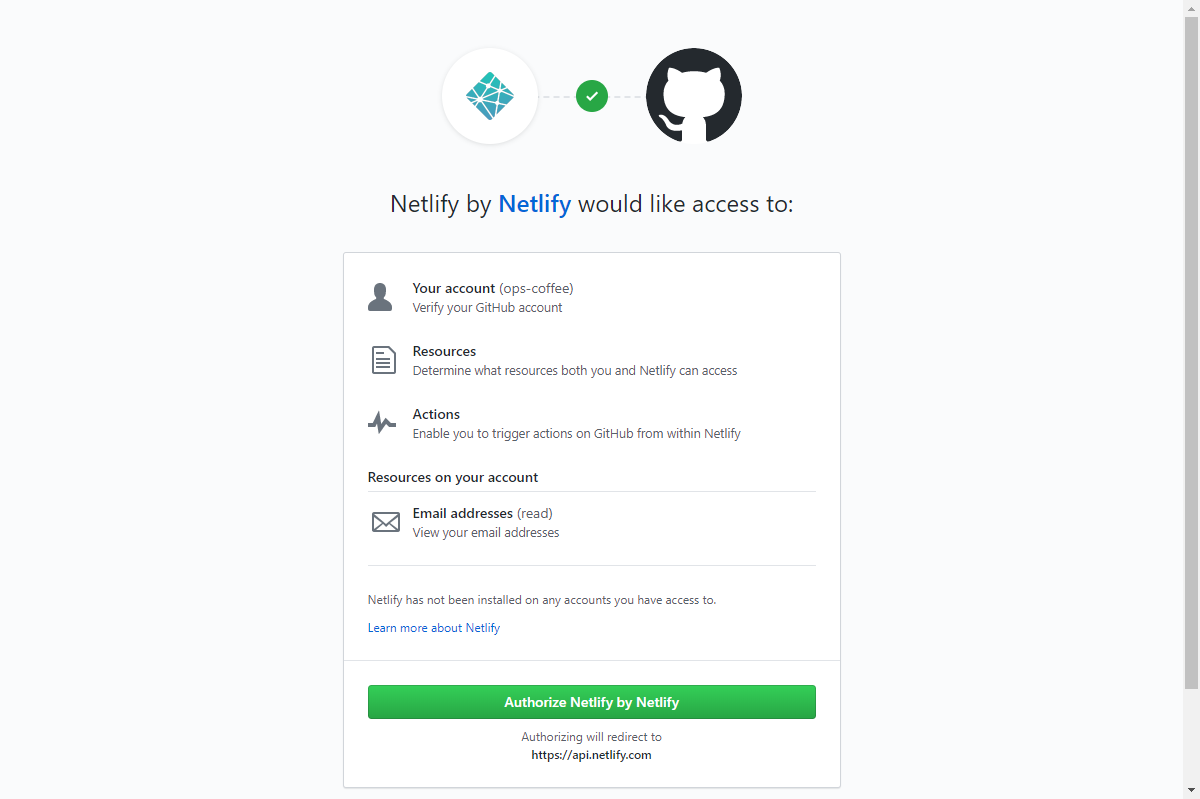 Netlify by Netlify would like access to:
Your account (ops-coffee)
Verify your GitHub account
Resources
Determine what resources both you and Netlify can access
Actions
Enable you to trigger actions on GitHub from within Netlify
Resources on your account
Email addresses (read)
View your email addresses
Netlify has not been installed on any accounts you have access to.
Learn more about Netlify
Authorize Netlify by Netlify
Authorizing will redirect to
https://api.netlify.com